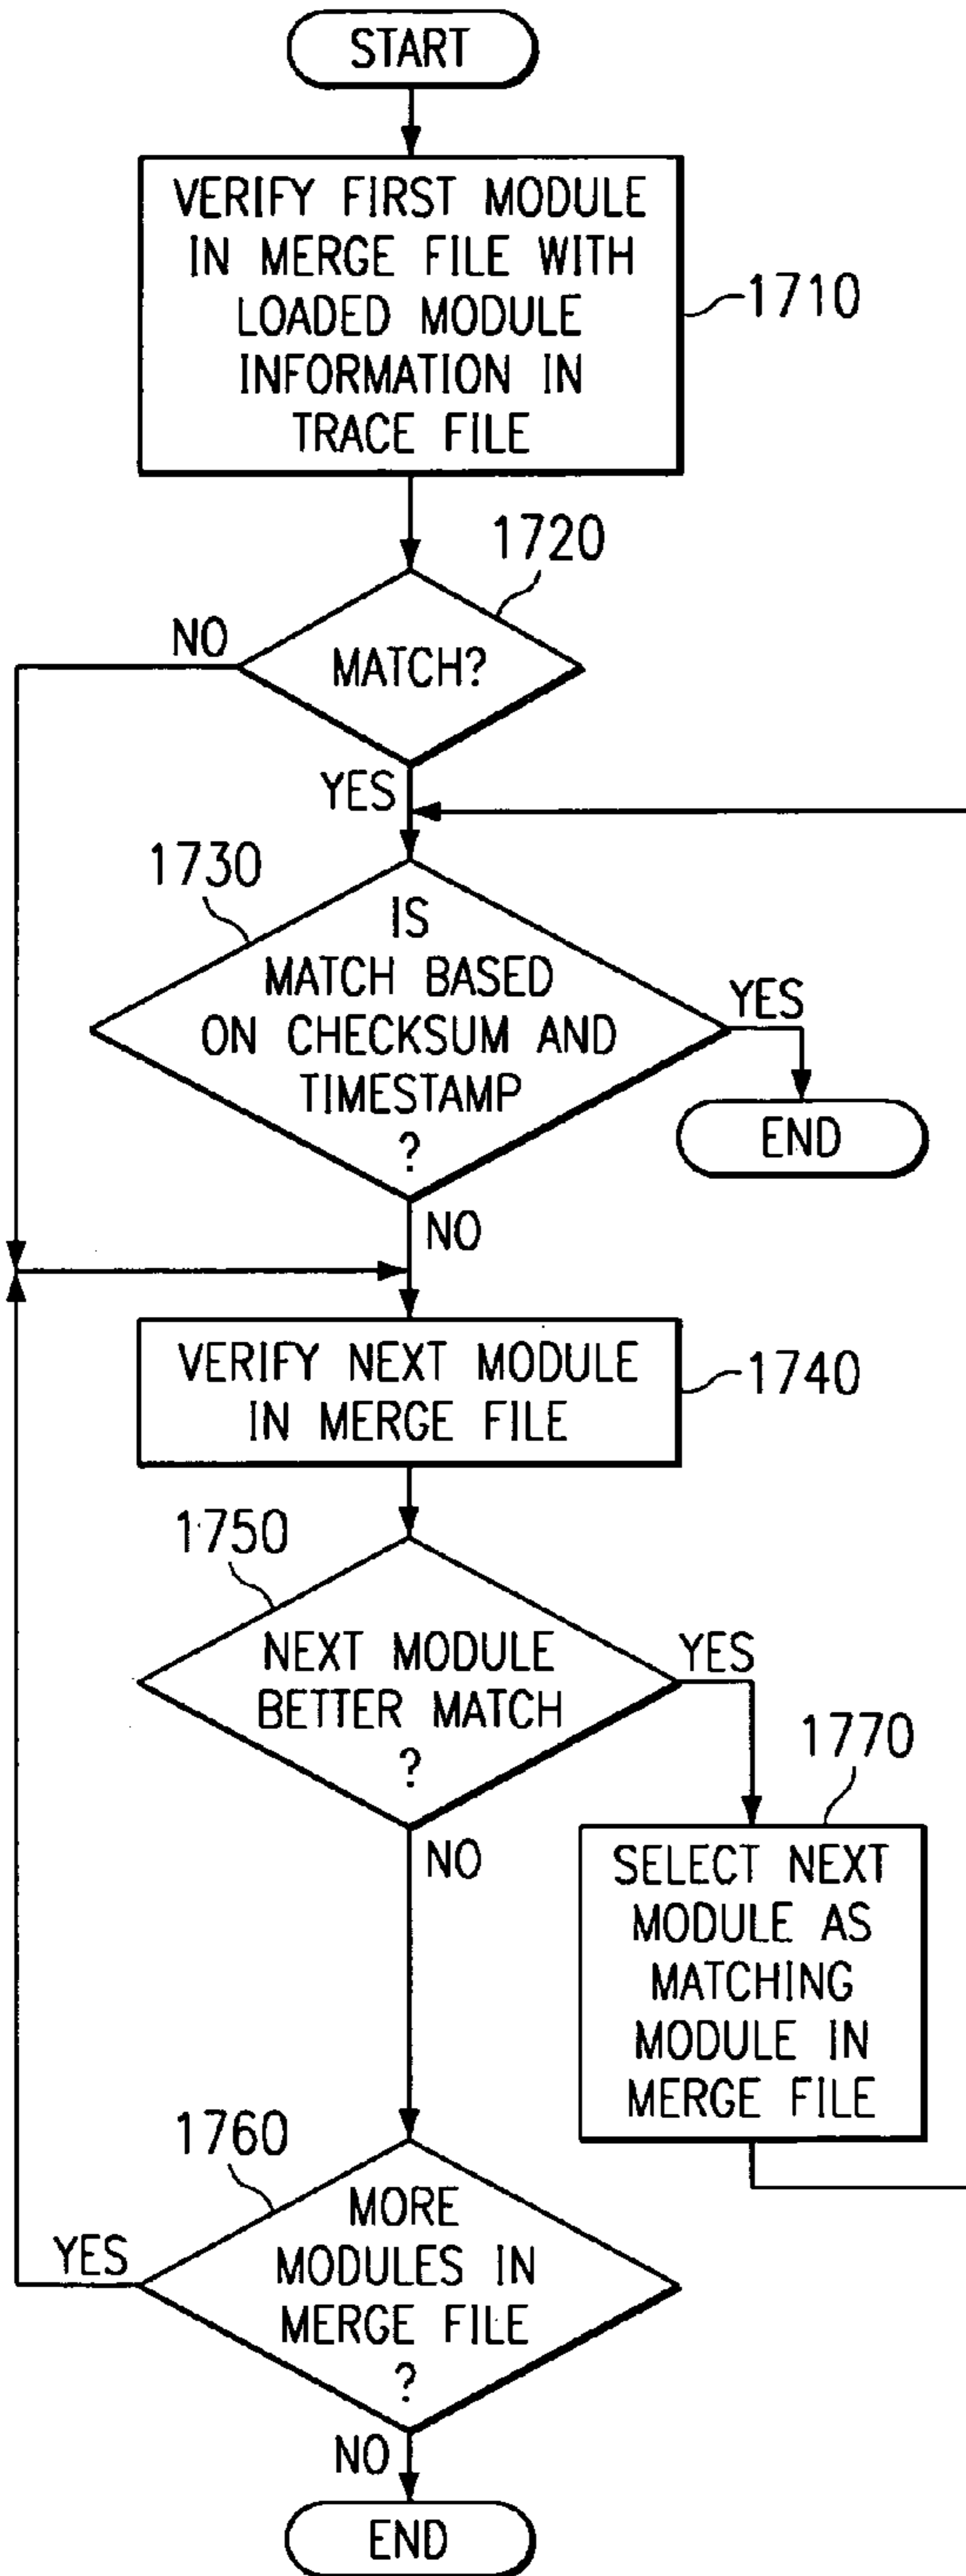 START
VERIFY FIRST MODULE
IN MERGE FILE WITH
LOADED MODULE
INFORMATION IN
TRACE FILE
1710
1720
NO
MATCH?
YES
1730
IS
MATCH BASED
ON CHECKSUM AND
TIMESTAMP
?
YES
END
NO
VERIFY NEXT MODULE
IN MERGE FILE
1740
1750
NEXT MODULE
BETTER MATCH
?
YES
NO
1770
SELECT NEXT
MODULE AS
MATCHING
MODULE IN
MERGE FILE
1760
MORE
MODULES IN
MERGE FILE
?
YES
NO
END